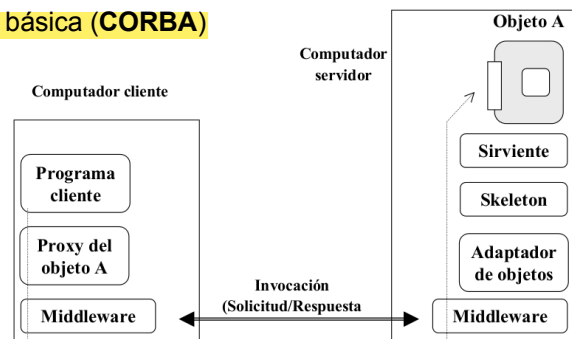 básica (CORBA)
Objeto A
Computador
servidor
Computador cliente
Programa
cliente
Proxy del
objeto A
Middleware
Invocación
(Solicitud/Respuesta
Sirviente
Skeleton
Adaptador
de objetos
Middleware